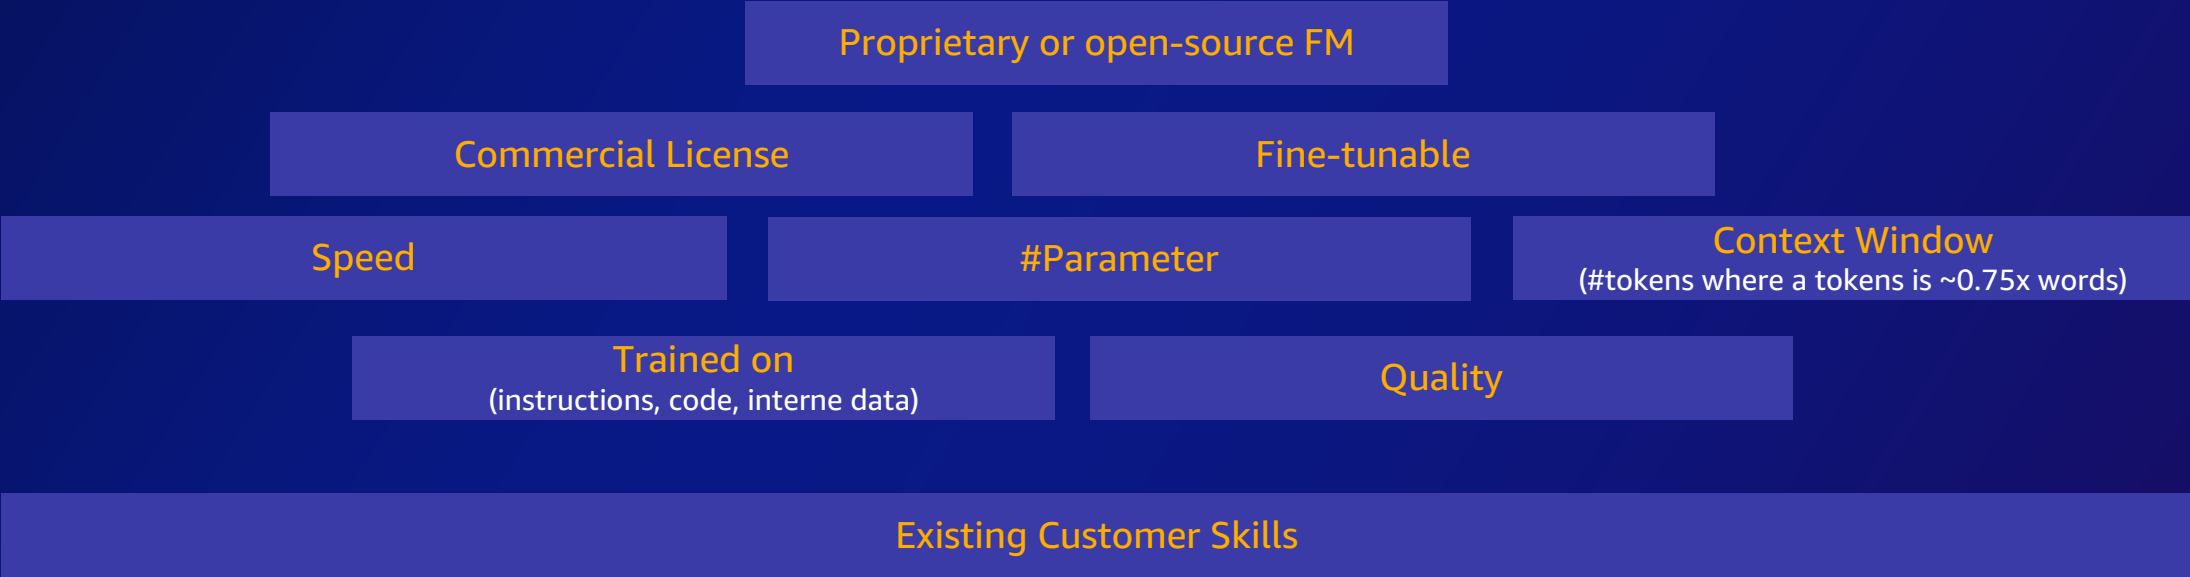 Proprietary or open-source FM
Commercial License
Fine-tunable
Speed
#Parameter
Context Window
(#tokens where a tokens is ~0.75x words)
Trained on
(instructions, code, interne data)
Quality
Existing Customer Skills